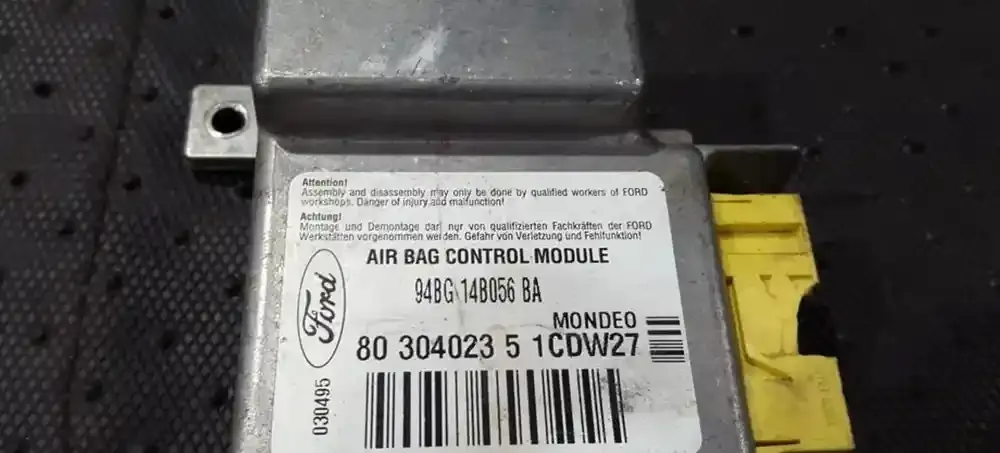 Attention!
Assembly and disassembly may only be done by qualified workers of FORD
workshops. Danger of injury and malfunction!
Achtung!
Montage und Demontage darf nur von qualifizierten Fachkräften der FORD
Werkstätten vorgenommen werden. Gefahr von Verletzung und Fehlfunktion!
AIR BAG CONTROL MODULE
94BG 14B056 BA
Ford
MONDEO
80 304023 5 1CDW27
030495